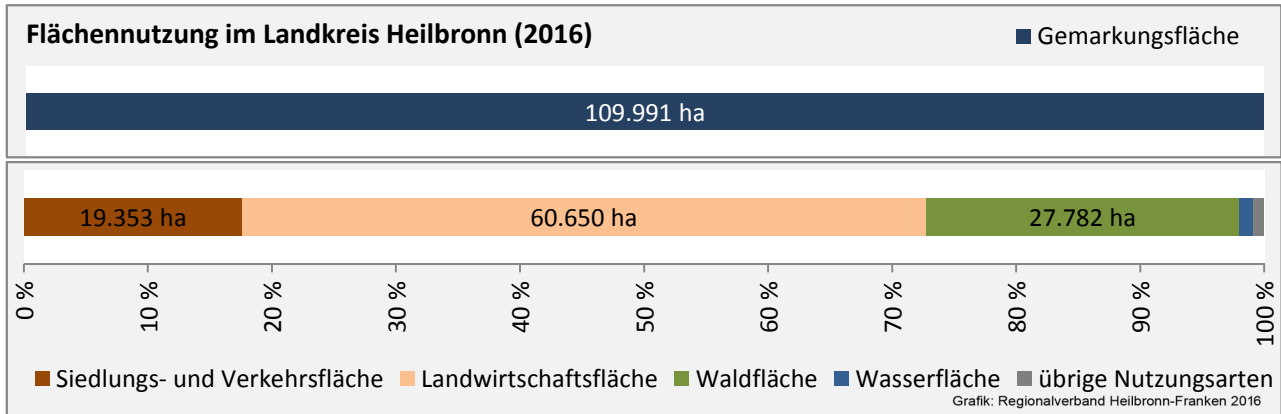 Flächennutzung im Landkreis Heilbronn (2016)
Gemarkungsfläche
109.991 ha
19.353 ha 60.650 ha 27.782 ha
0 % 10 % 20 % 30 % 40 % 50 % 60 % 70 % 80 % 90 % 100 %
Siedlungs- und Verkehrsfläche Landwirtschaftsfläche Waldfläche Wasserfläche übrige Nutzungsarten
Grafik: Regionalverband Heilbronn-Franken 2016